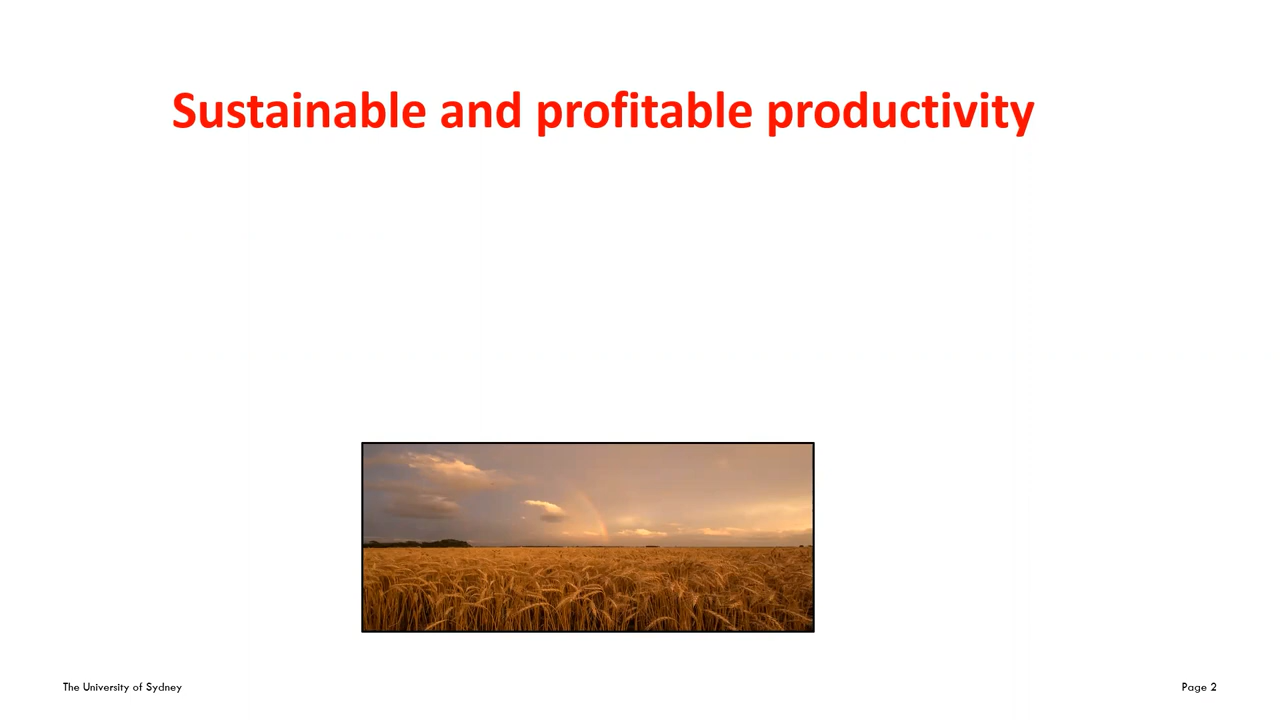 Sustainable and profitable productivity
The University of Sydney
Page 2